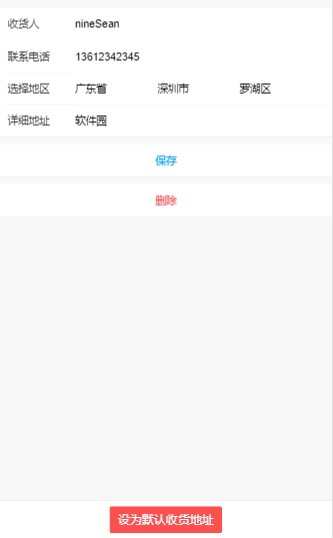 收货人 nineSean
联系电话 13612342345
选择地区 广东省 深圳市 罗湖区
详细地址 软件园
保存
删除
设为默认收货地址